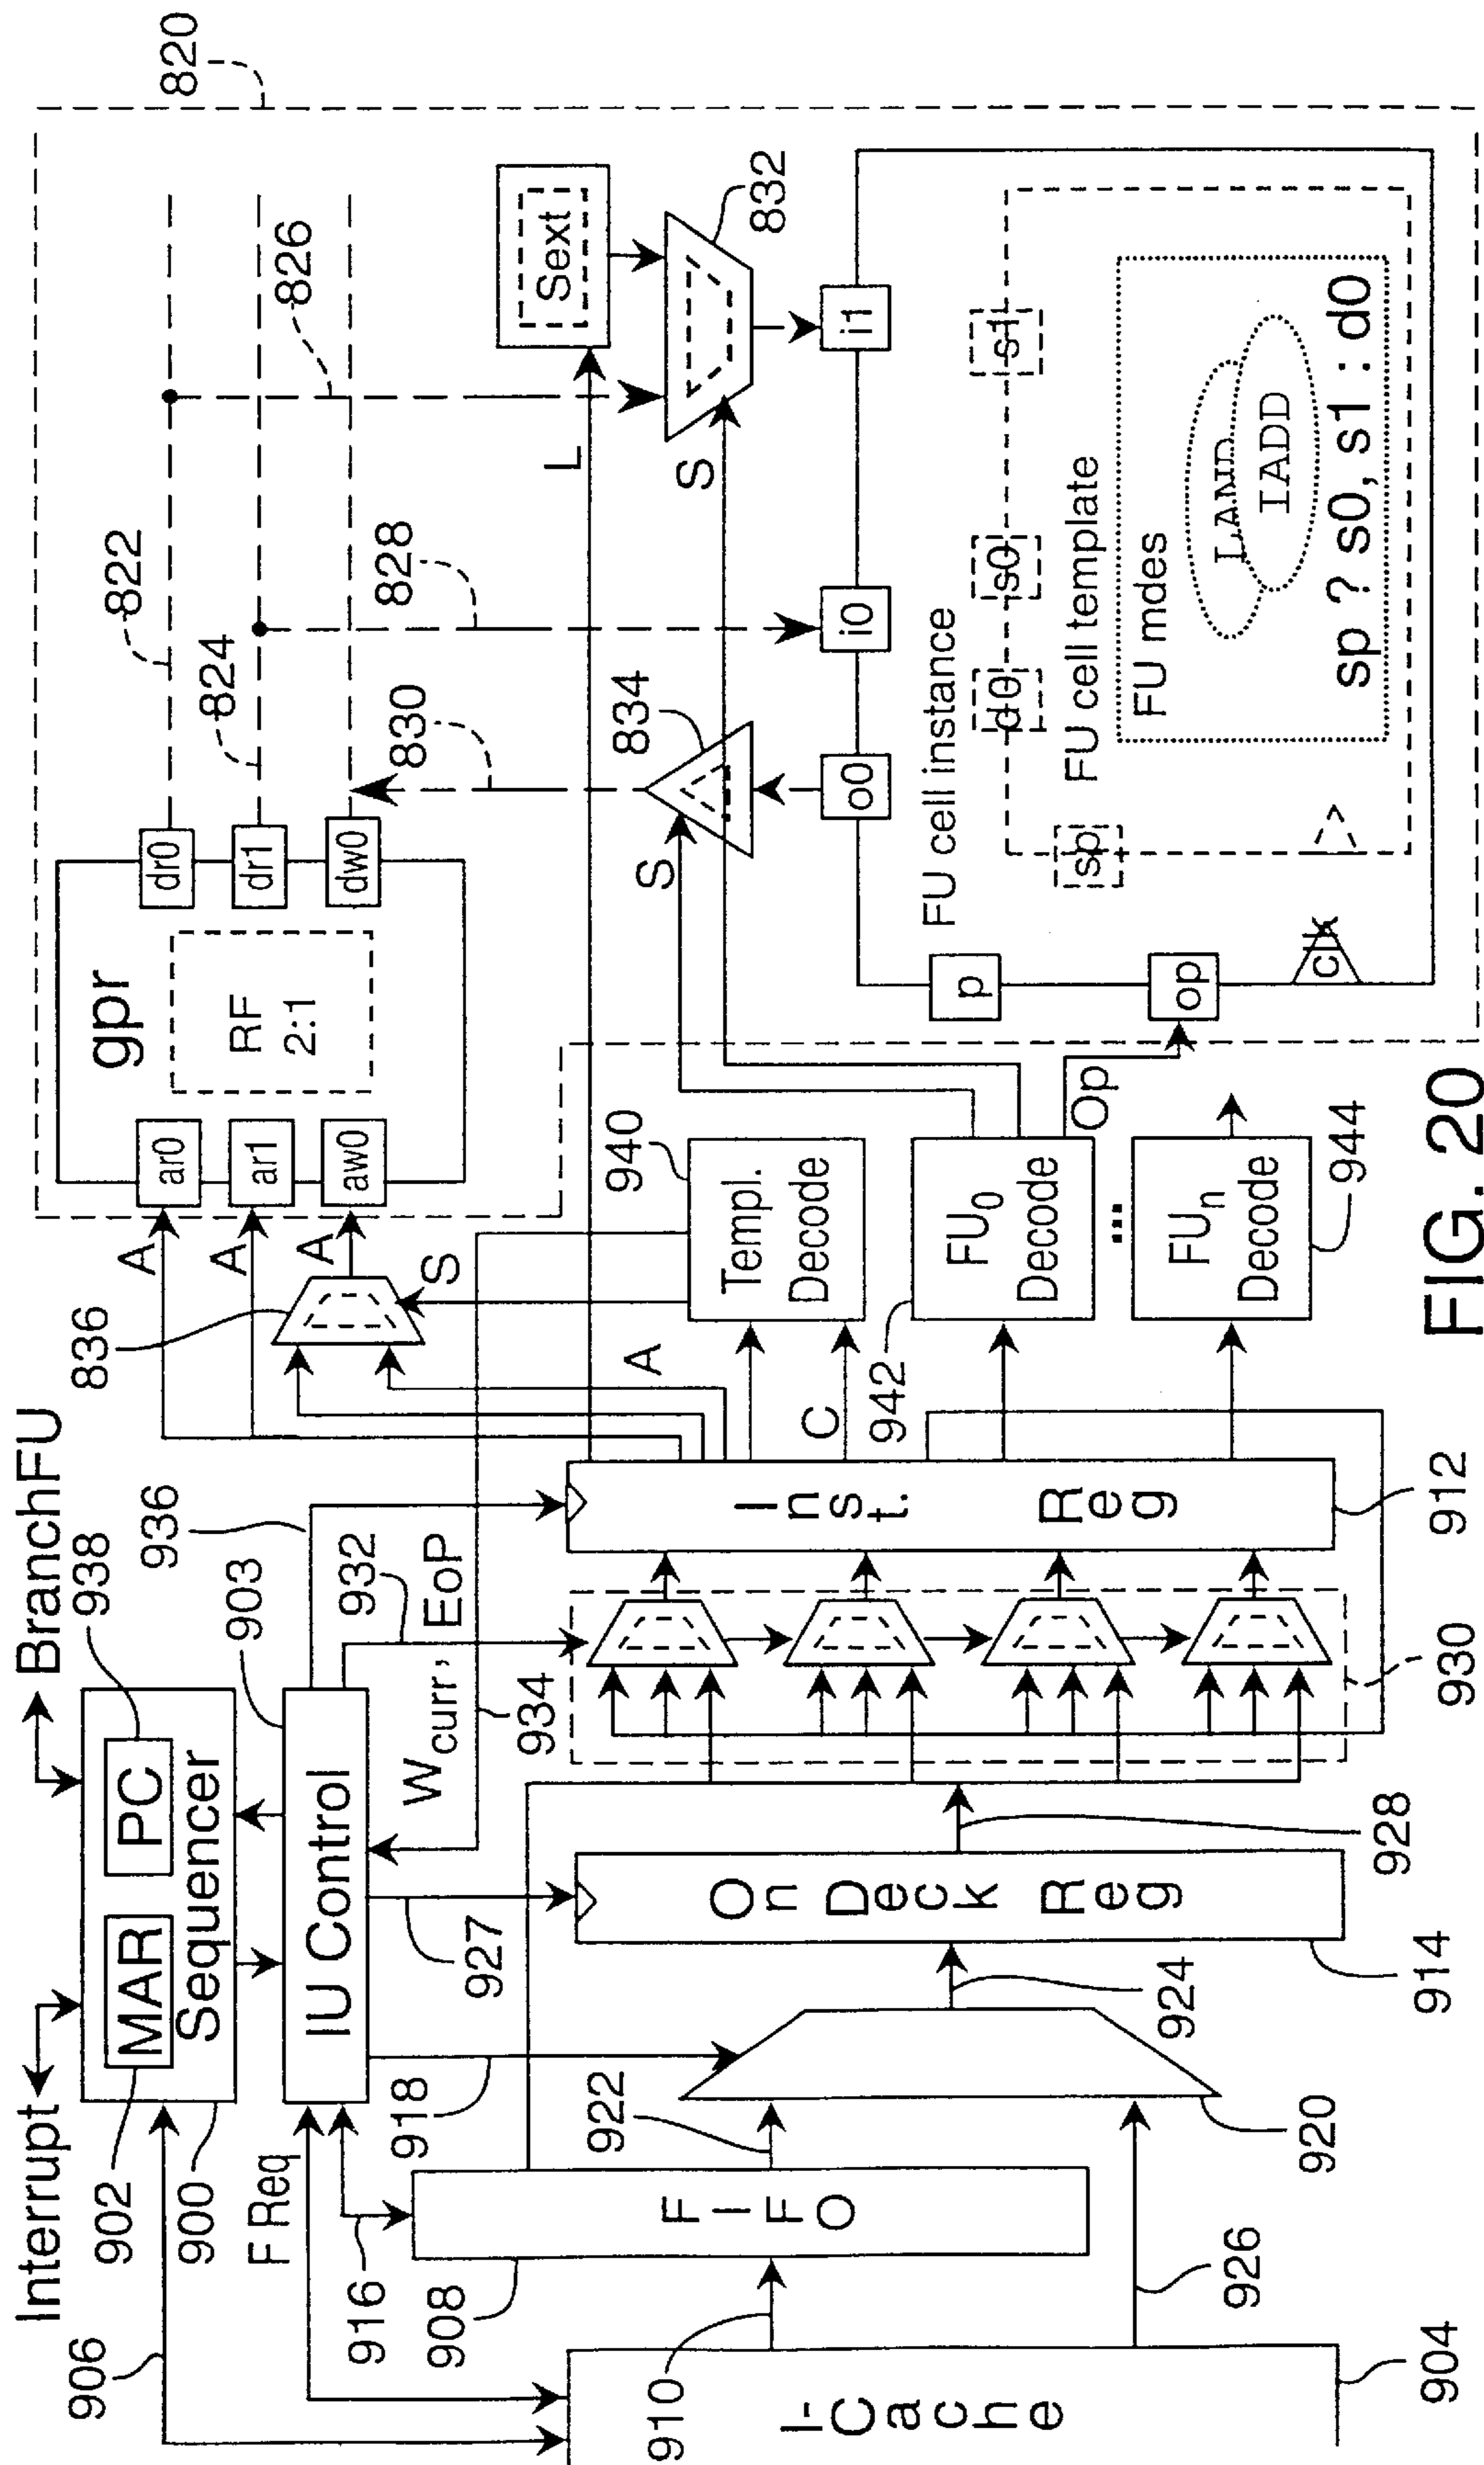 Interrupt
BranchFU
906
902
900
MAR
PC
Sequencer
938
903
936
F Req
916
908
IU Control
918
927
932
W curr, EoP
934
910
922
I-Cache
FIFO
924
On Deck Reg
928
Inst. Reg
926
920
914
904
930
912
836
A
A
A
S
A
C
940
Templ. Decode
942
FU0 Decode
...
FUn Decode
944
Op
820
gpr
RF
2:1
ar0
ar1
aw0
dr0
dr1
dw0
822
824
826
828
830
834
832
L
S
S
Sext
o0
i0
i1
p
op
clk
FU cell instance
sp
d0
s0
s1
FU cell template
FU mdes
LAND
IADD
sp ? s0, s1 : d0
FIG. 20